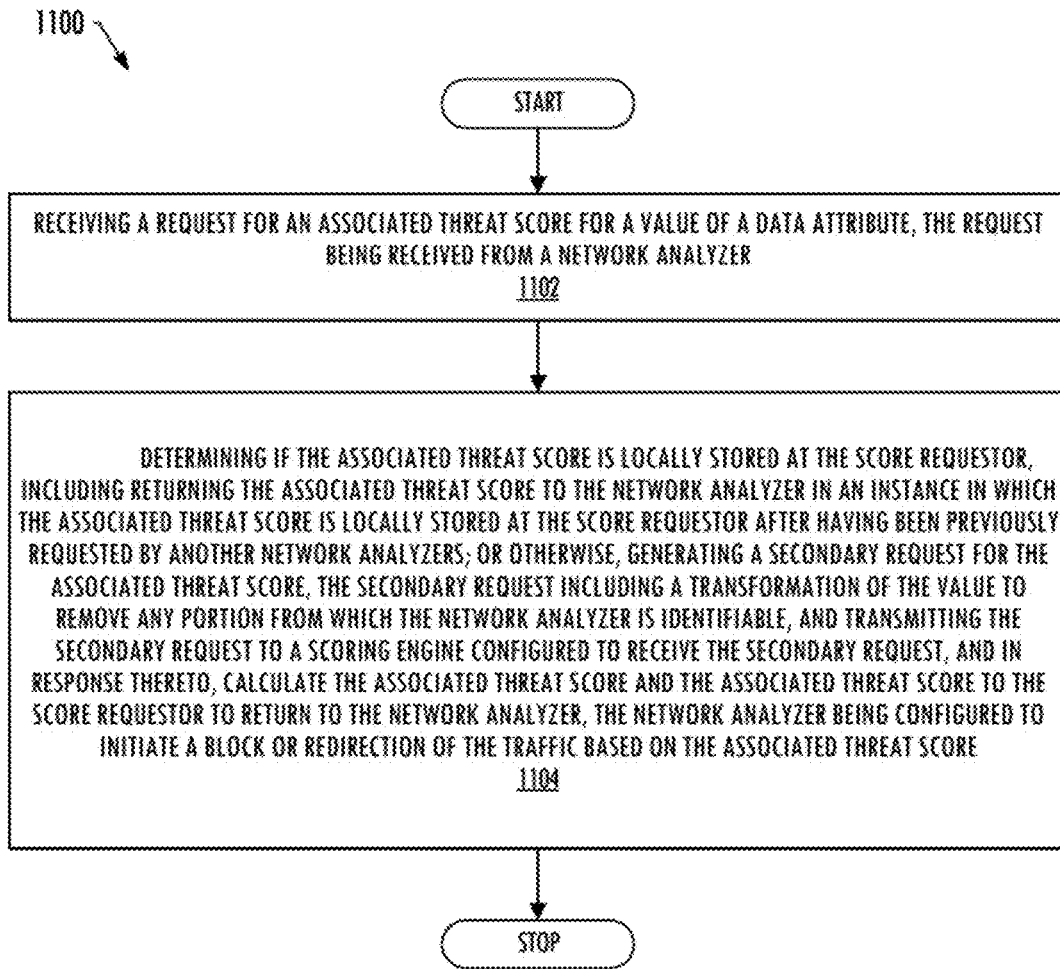 1100
START
RECEIVING A REQUEST FOR AN ASSOCIATED THREAT SCORE FOR A VALUE OF A DATA ATTRIBUTE, THE REQUEST
BEING RECEIVED FROM A NETWORK ANALYZER
1102
DETERMINING IF THE ASSOCIATED THREAT SCORE IS LOCALLY STORED AT THE SCORE REQUESTOR,
INCLUDING RETURNING THE ASSOCIATED THREAT SCORE TO THE NETWORK ANALYZER IN AN INSTANCE IN WHICH
THE ASSOCIATED THREAT SCORE IS LOCALLY STORED AT THE SCORE REQUESTOR AFTER HAVING BEEN PREVIOUSLY
REQUESTED BY ANOTHER NETWORK ANALYZERS; OR OTHERWISE, GENERATING A SECONDARY REQUEST FOR THE
ASSOCIATED THREAT SCORE, THE SECONDARY REQUEST INCLUDING A TRANSFORMATION OF THE VALUE TO
REMOVE ANY PORTION FROM WHICH THE NETWORK ANALYZER IS IDENTIFIABLE, AND TRANSMITTING THE
SECONDARY REQUEST TO A SCORING ENGINE CONFIGURED TO RECEIVE THE SECONDARY REQUEST, AND IN
RESPONSE THERETO, CALCULATE THE ASSOCIATED THREAT SCORE AND THE ASSOCIATED THREAT SCORE TO THE
SCORE REQUESTOR TO RETURN TO THE NETWORK ANALYZER, THE NETWORK ANALYZER BEING CONFIGURED TO
INITIATE A BLOCK OR REDIRECTION OF THE TRAFFIC BASED ON THE ASSOCIATED THREAT SCORE
1104
STOP